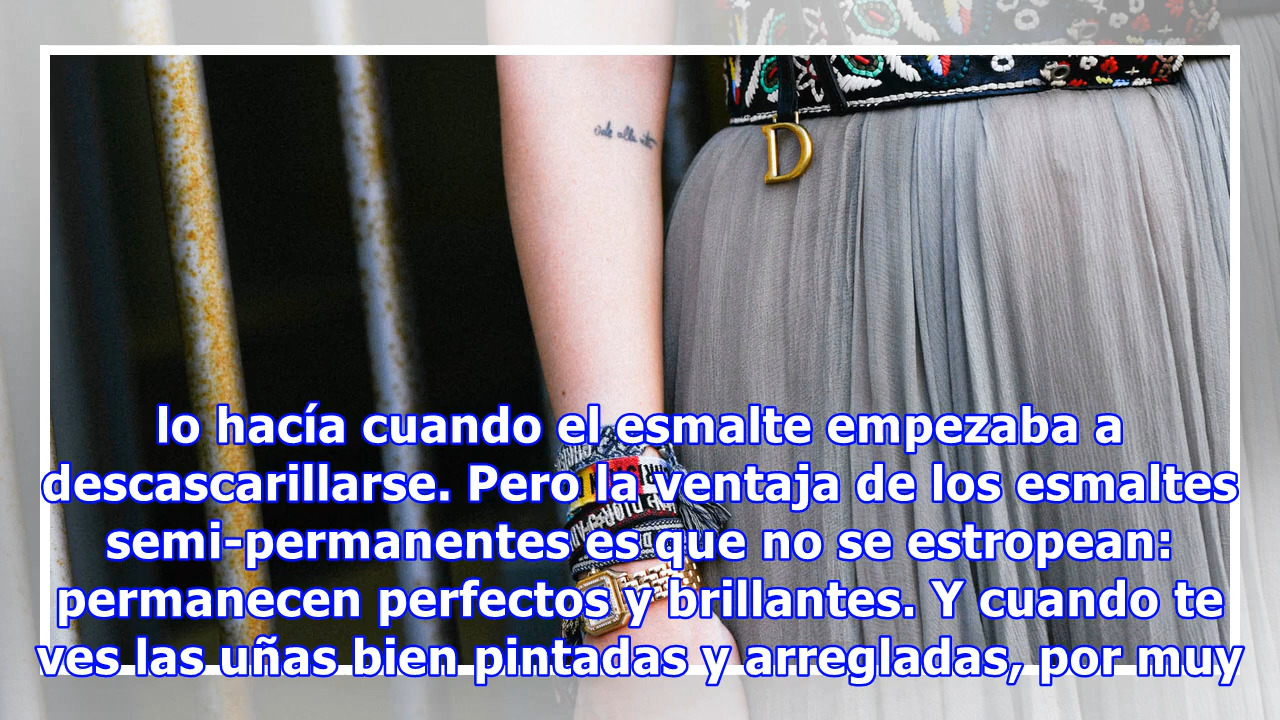 D
lo hacía cuando el esmalte empezaba a
descascarillarse. Pero la ventaja de los esmaltes
semi-permanentes es que no se estropean:
permanecen perfectos y brillantes. Y cuando te
ves las uñas bien pintadas y arregladas, por muy